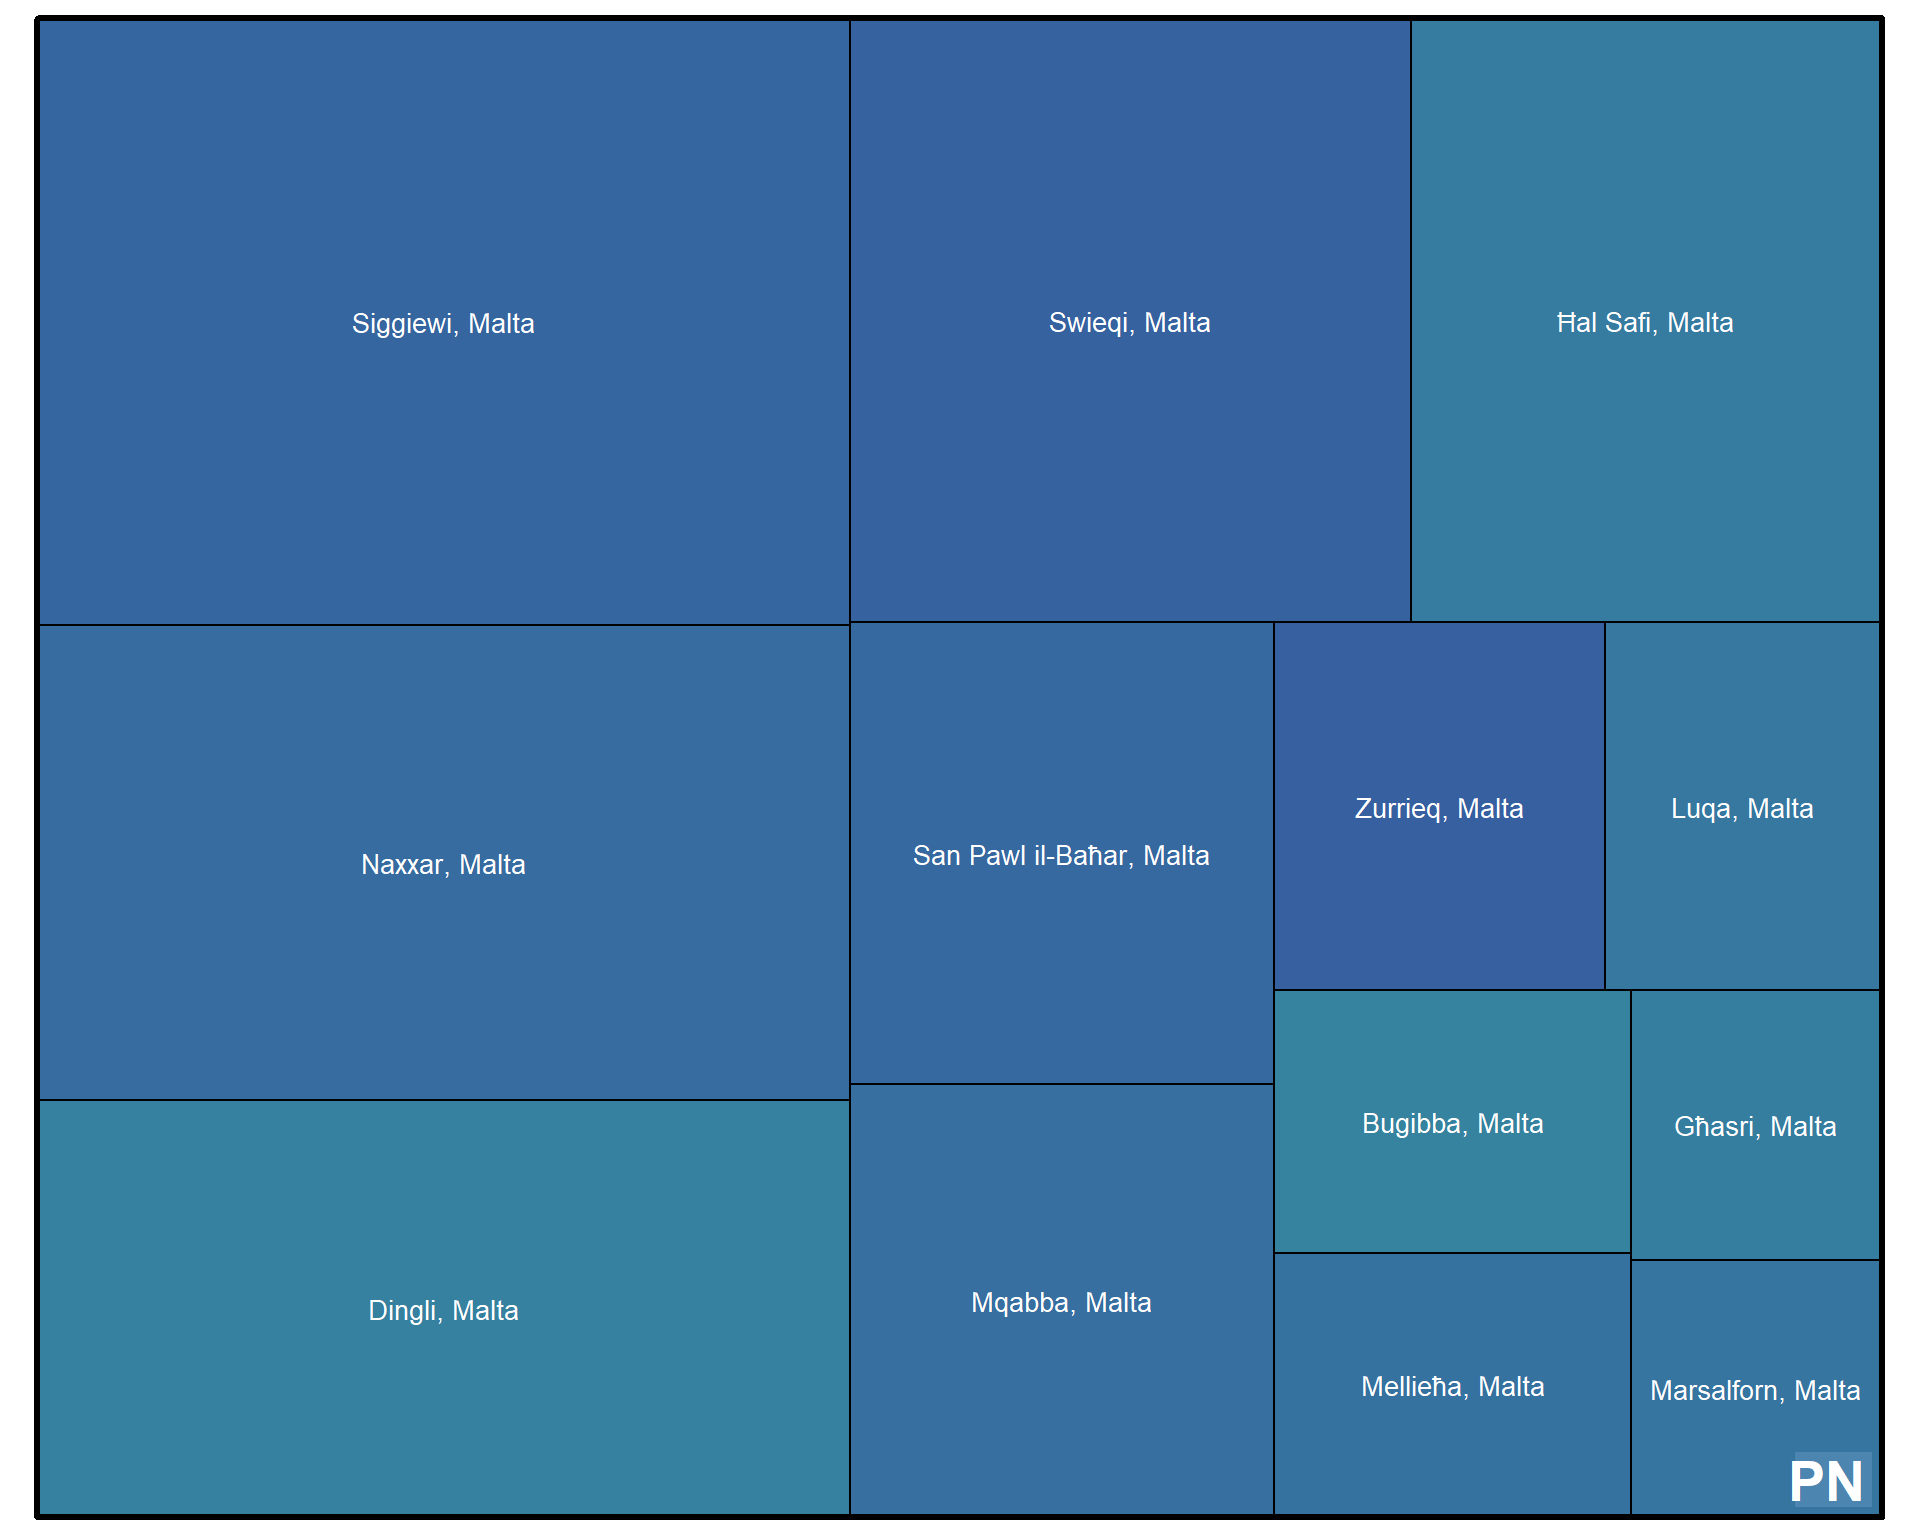 Siggiewi, Malta
Swieqi, Malta
Ħal Safi, Malta
Naxxar, Malta
San Pawl il-Baħar, Malta
Zurrieq, Malta
Luqa, Malta
Dingli, Malta
Mqabba, Malta
Bugibba, Malta
Għasri, Malta
Mellieħa, Malta
Marsalforn, Malta
PN